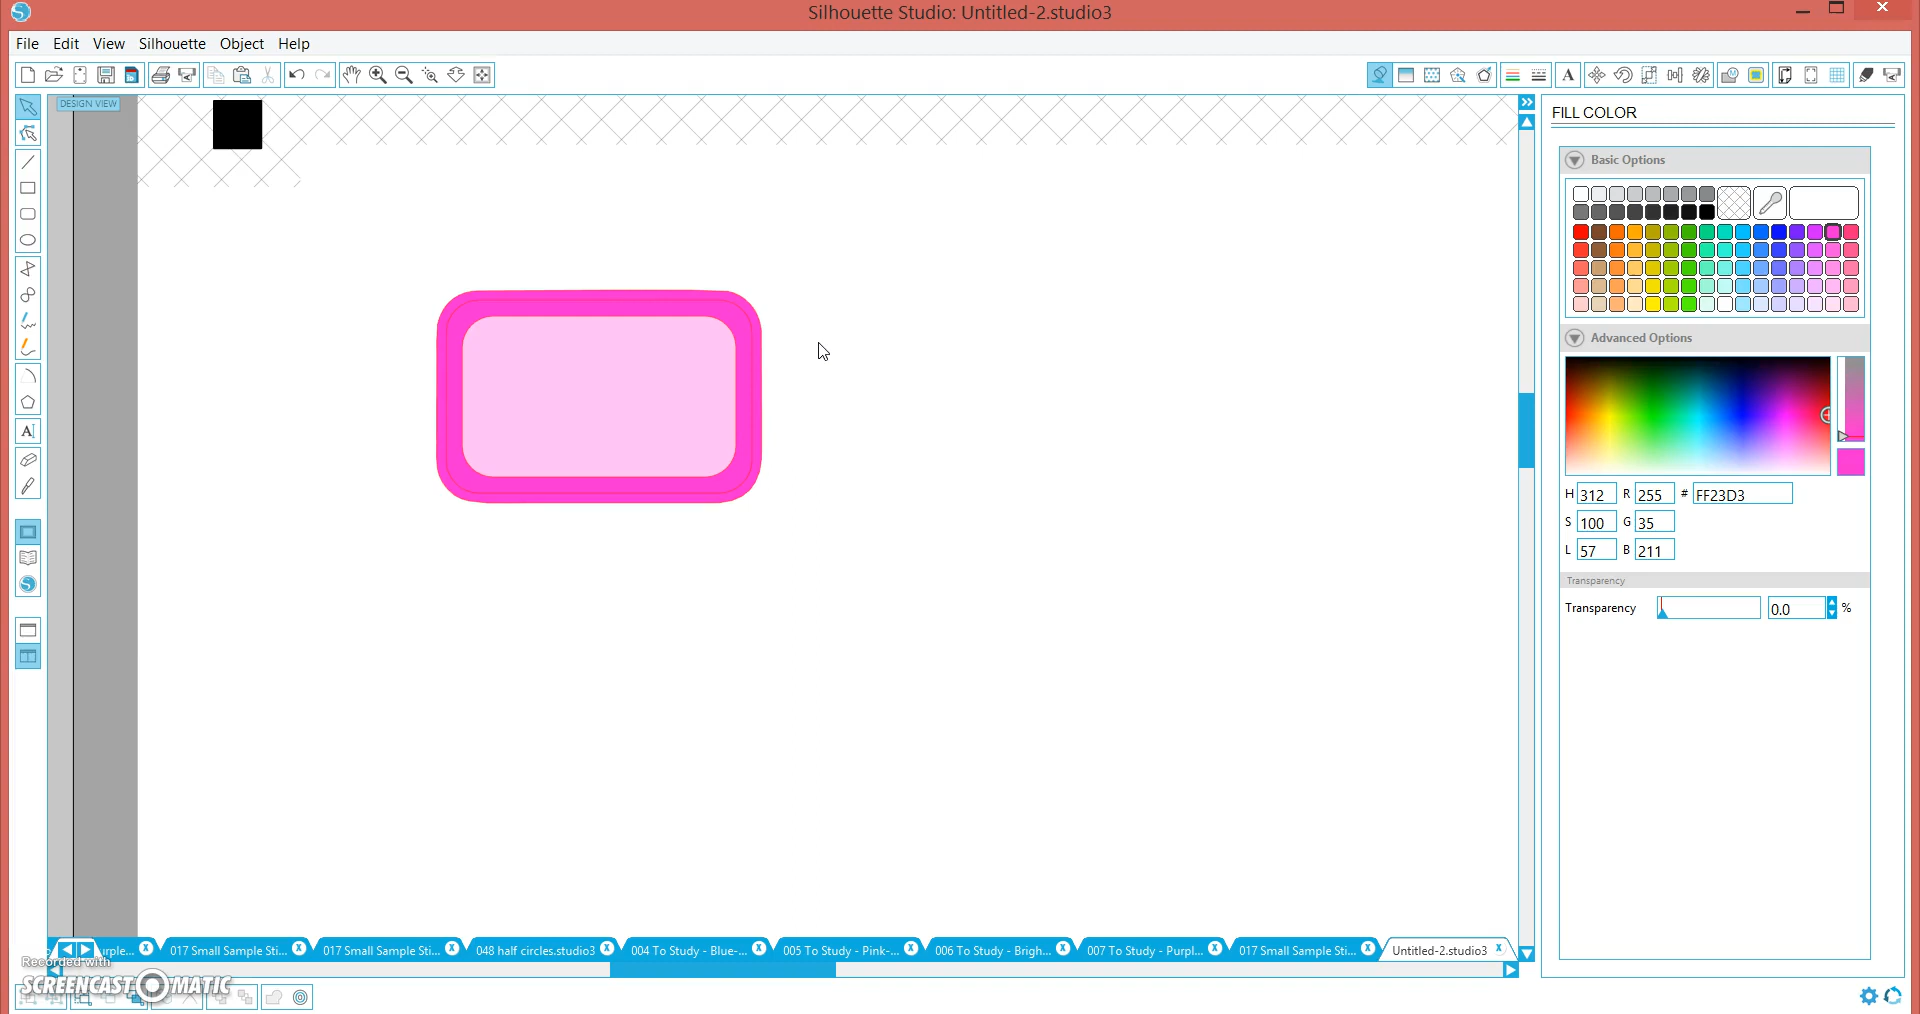 Silhouette Studio: Untitled-2.studio3
File Edit View Silhouette Object Help
DESIGN VIEW
FILL COLOR
Basic Options
Advanced Options
H 312 R 255 # FF23D3
S 100 G 35
L 57 B 211
Transparency
Transparency 0.0 %
urple... 017 Small Sample Sti... 017 Small Sample Sti... 048 half circles.studio3 004 To Study - Blue-... 005 To Study - Pink-... 006 To Study - Brigh... 007 To Study - Purpl... 017 Small Sample Sti... Untitled-2.studio3
Recorded with
SCREENCAST MATIC